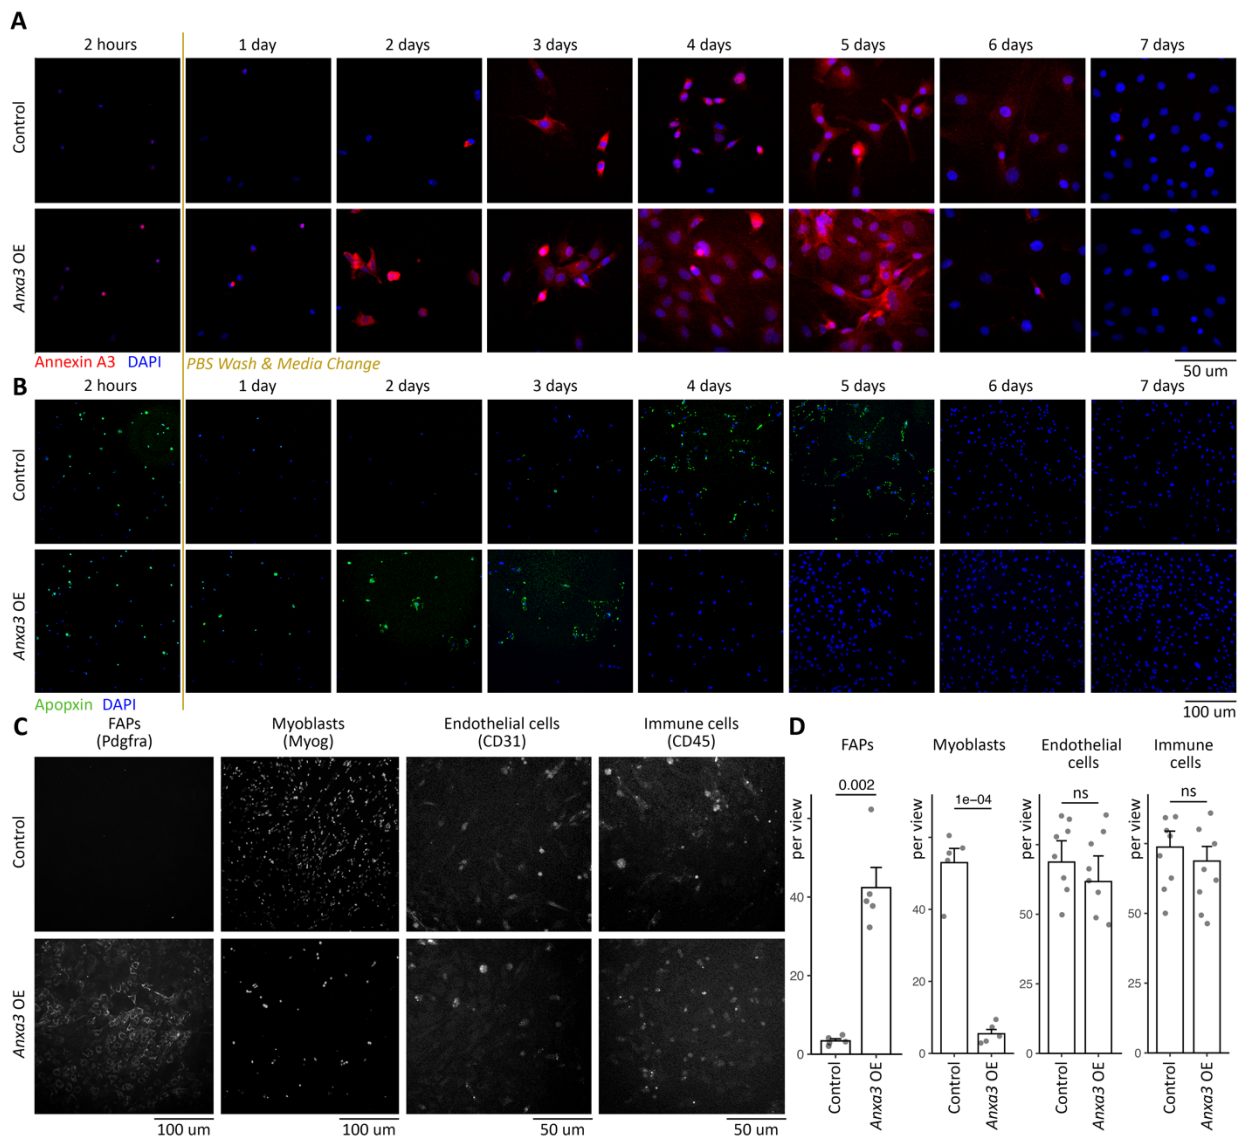 A
2 hours 1 day 2 days 3 days 4 days 5 days 6 days 7 days
Control
Anxa3 OE
Annexin A3 DAPI PBS Wash & Media Change
50 um
B
2 hours 1 day 2 days 3 days 4 days 5 days 6 days 7 days
Control
Anxa3 OE
Apopxin DAPI
100 um
C
FAPs Myoblasts Endothelial cells Immune cells
(Pdgfra) (Myog) (CD31) (CD45)
Control
Anxa3 OE
100 um 100 um 50 um 50 um
D
FAPs
per view
0.002
40
20
0
Control
Anxa3 OE
Myoblasts
per view
1e−04
40
20
0
Control
Anxa3 OE
Endothelial
cells
per view
ns
50
0
Control
Anxa3 OE
Immune
cells
per view
ns
50
0
Control
Anxa3 OE